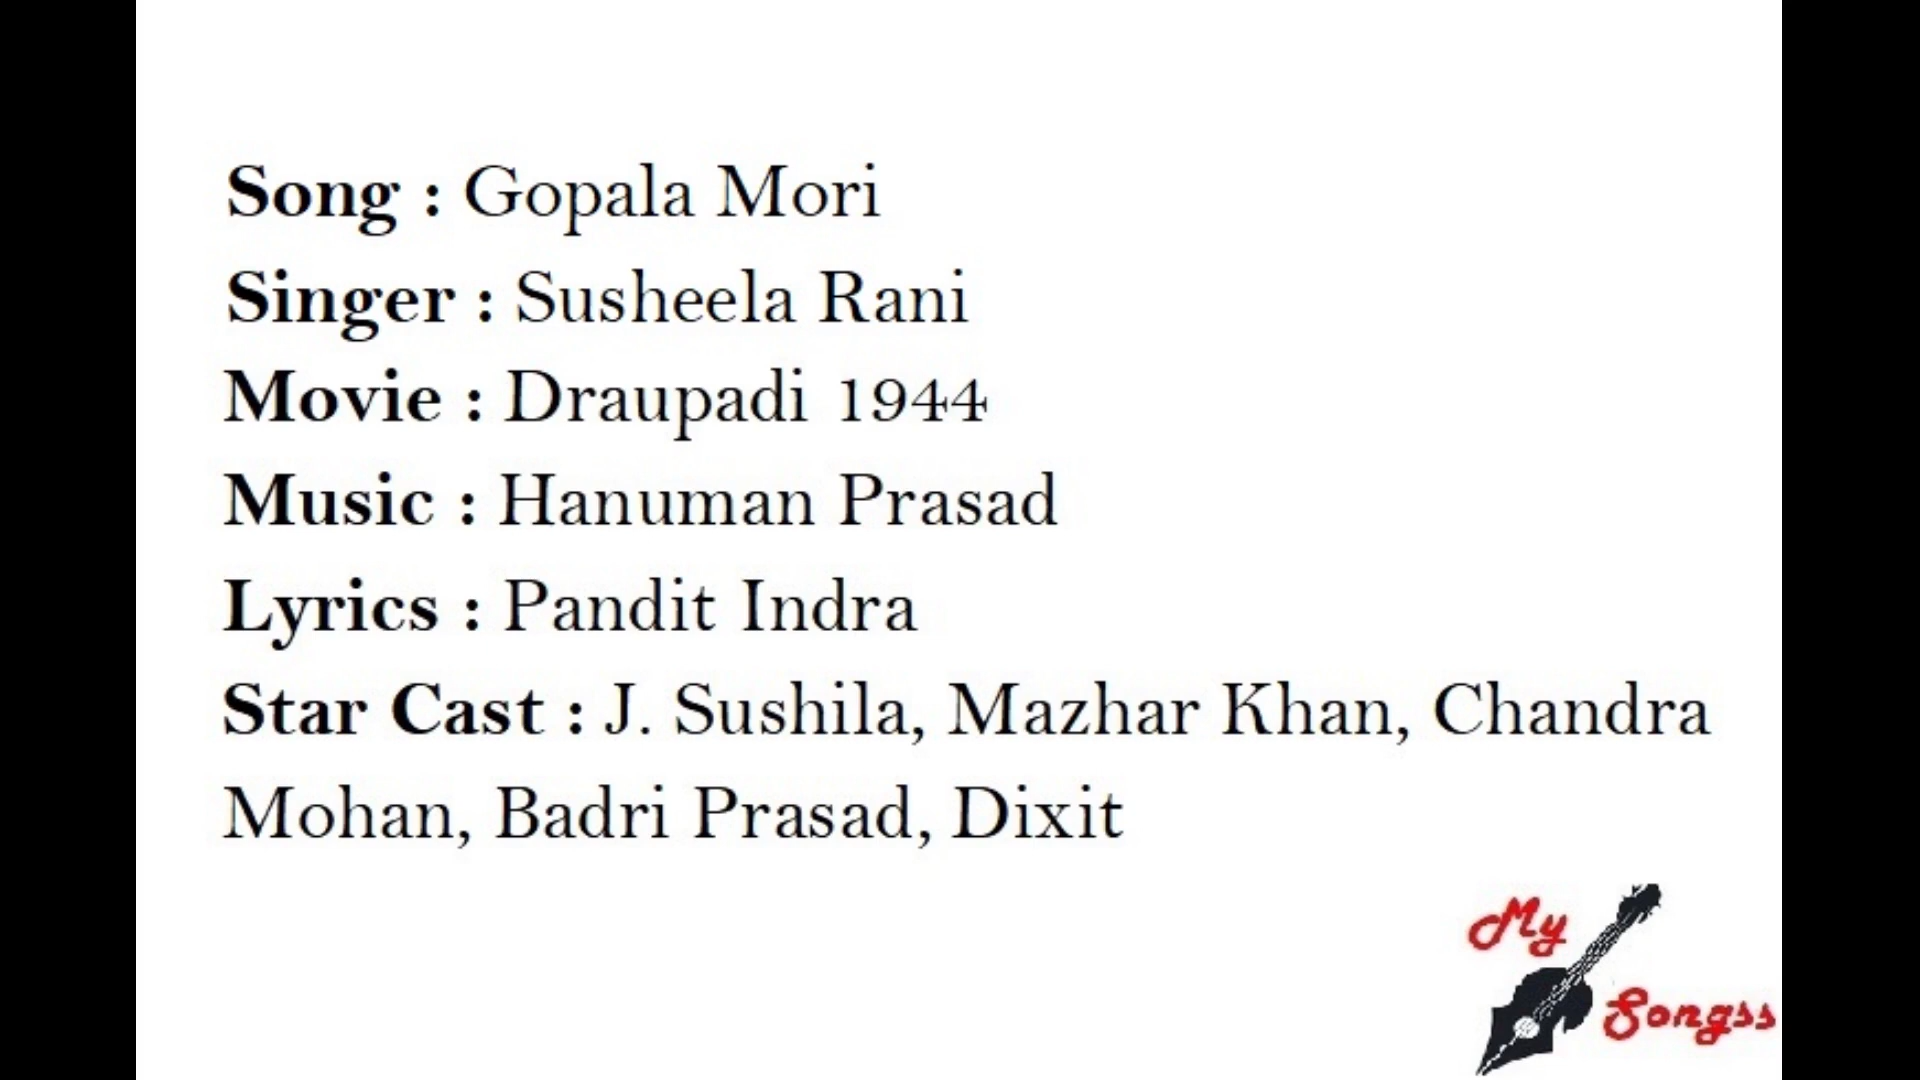 Song : Gopala Mori
Singer : Susheela Rani
Movie : Draupadi 1944
Music : Hanuman Prasad
Lyrics : Pandit Indra
Star Cast : J. Sushila, Mazhar Khan, Chandra
Mohan, Badri Prasad, Dixit
My
Songss